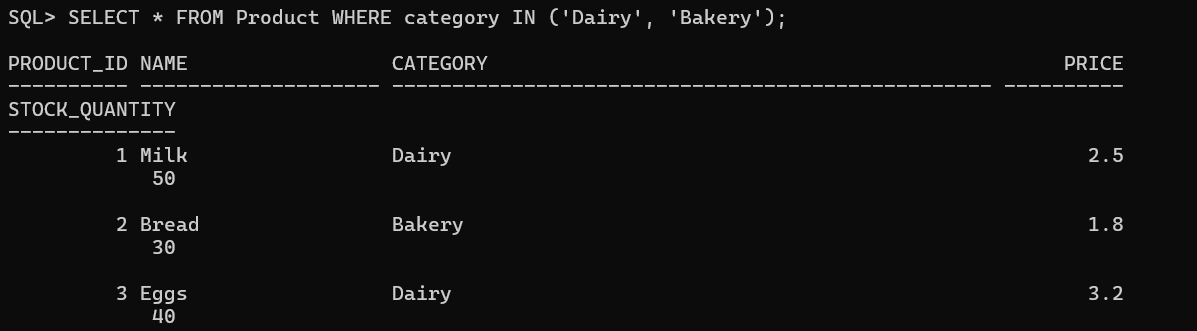 SQL> SELECT * FROM Product WHERE category IN ('Dairy', 'Bakery');
PRODUCT_ID NAME                 CATEGORY                                                PRICE
---------- -------------------- -------------------------------------------------- ----------
STOCK_QUANTITY
--------------
         1 Milk                 Dairy                                                     2.5
            50
         2 Bread                Bakery                                                    1.8
            30
         3 Eggs                 Dairy                                                     3.2
            40